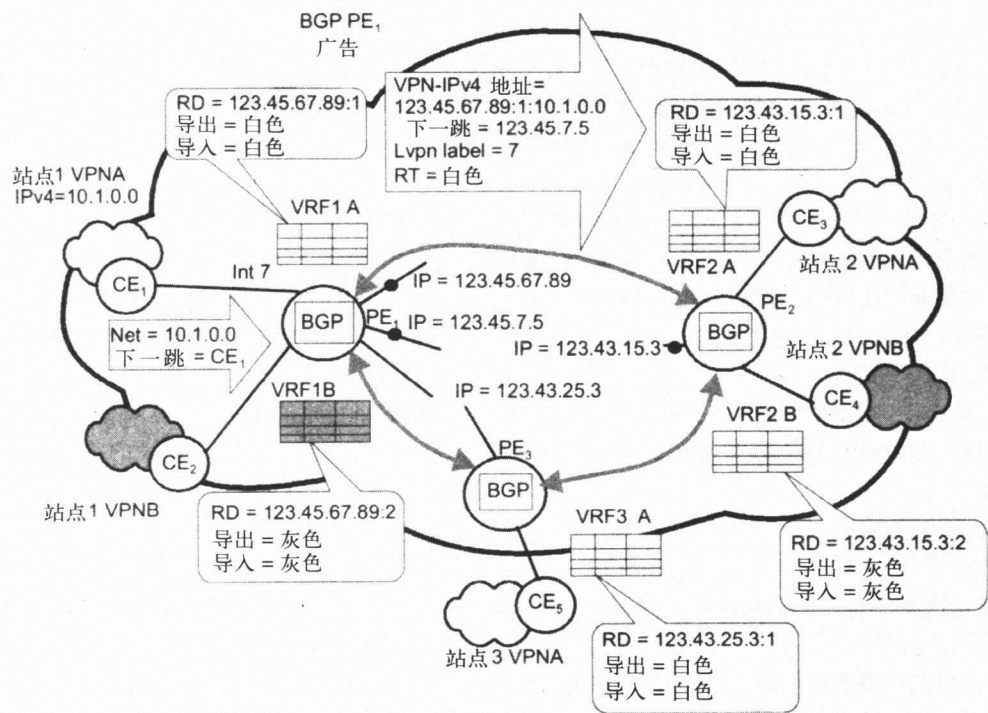 BGP PE₁
广告
VPN-IPv4 地址=
123.45.67.89:1:10.1.0.0
下一跳 = 123.45.7.5
Lvpn label = 7
RT = 白色
RD = 123.45.67.89:1
导出 = 白色
导入 = 白色
RD = 123.43.15.3:1
导出 = 白色
导入 = 白色
站点1 VPNA
IPv4=10.1.0.0
VRF1 A
CE₃
VRF2 A
站点2 VPNA
CE₁
Int 7
IP = 123.45.67.89
PE₂
BGP
PE₁
IP = 123.45.7.5
BGP
Net = 10.1.0.0
下一跳 = CE₁
IP = 123.43.15.3
站点2 VPNB
VRF1B
IP = 123.43.25.3
CE₄
VRF2 B
CE₂
PE₃
BGP
站点1 VPNB
RD = 123.45.67.89:2
导出 = 灰色
导入 = 灰色
VRF3 A
RD = 123.43.15.3:2
导出 = 灰色
导入 = 灰色
CE₅
站点3 VPNA
RD = 123.43.25.3:1
导出 = 白色
导入 = 白色